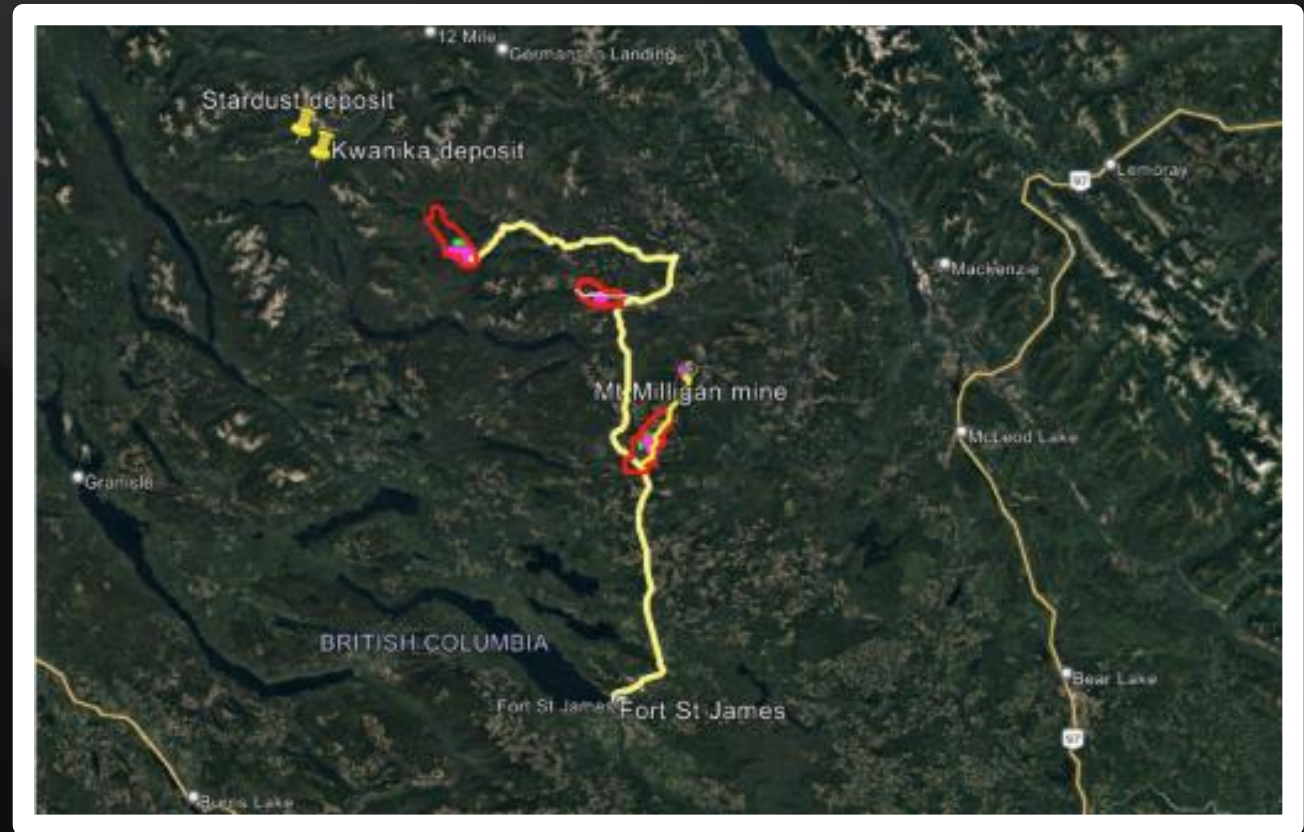 12 Mile
Germansen Landing
Stardust deposit
Kwanika deposit
97
Lemoray
Mackenzie
Mt Milligan mine
McLeod Lake
Granisle
BRITISH COLUMBIA
Bear Lake
Fort St James
Fort St James
97
Burns Lake